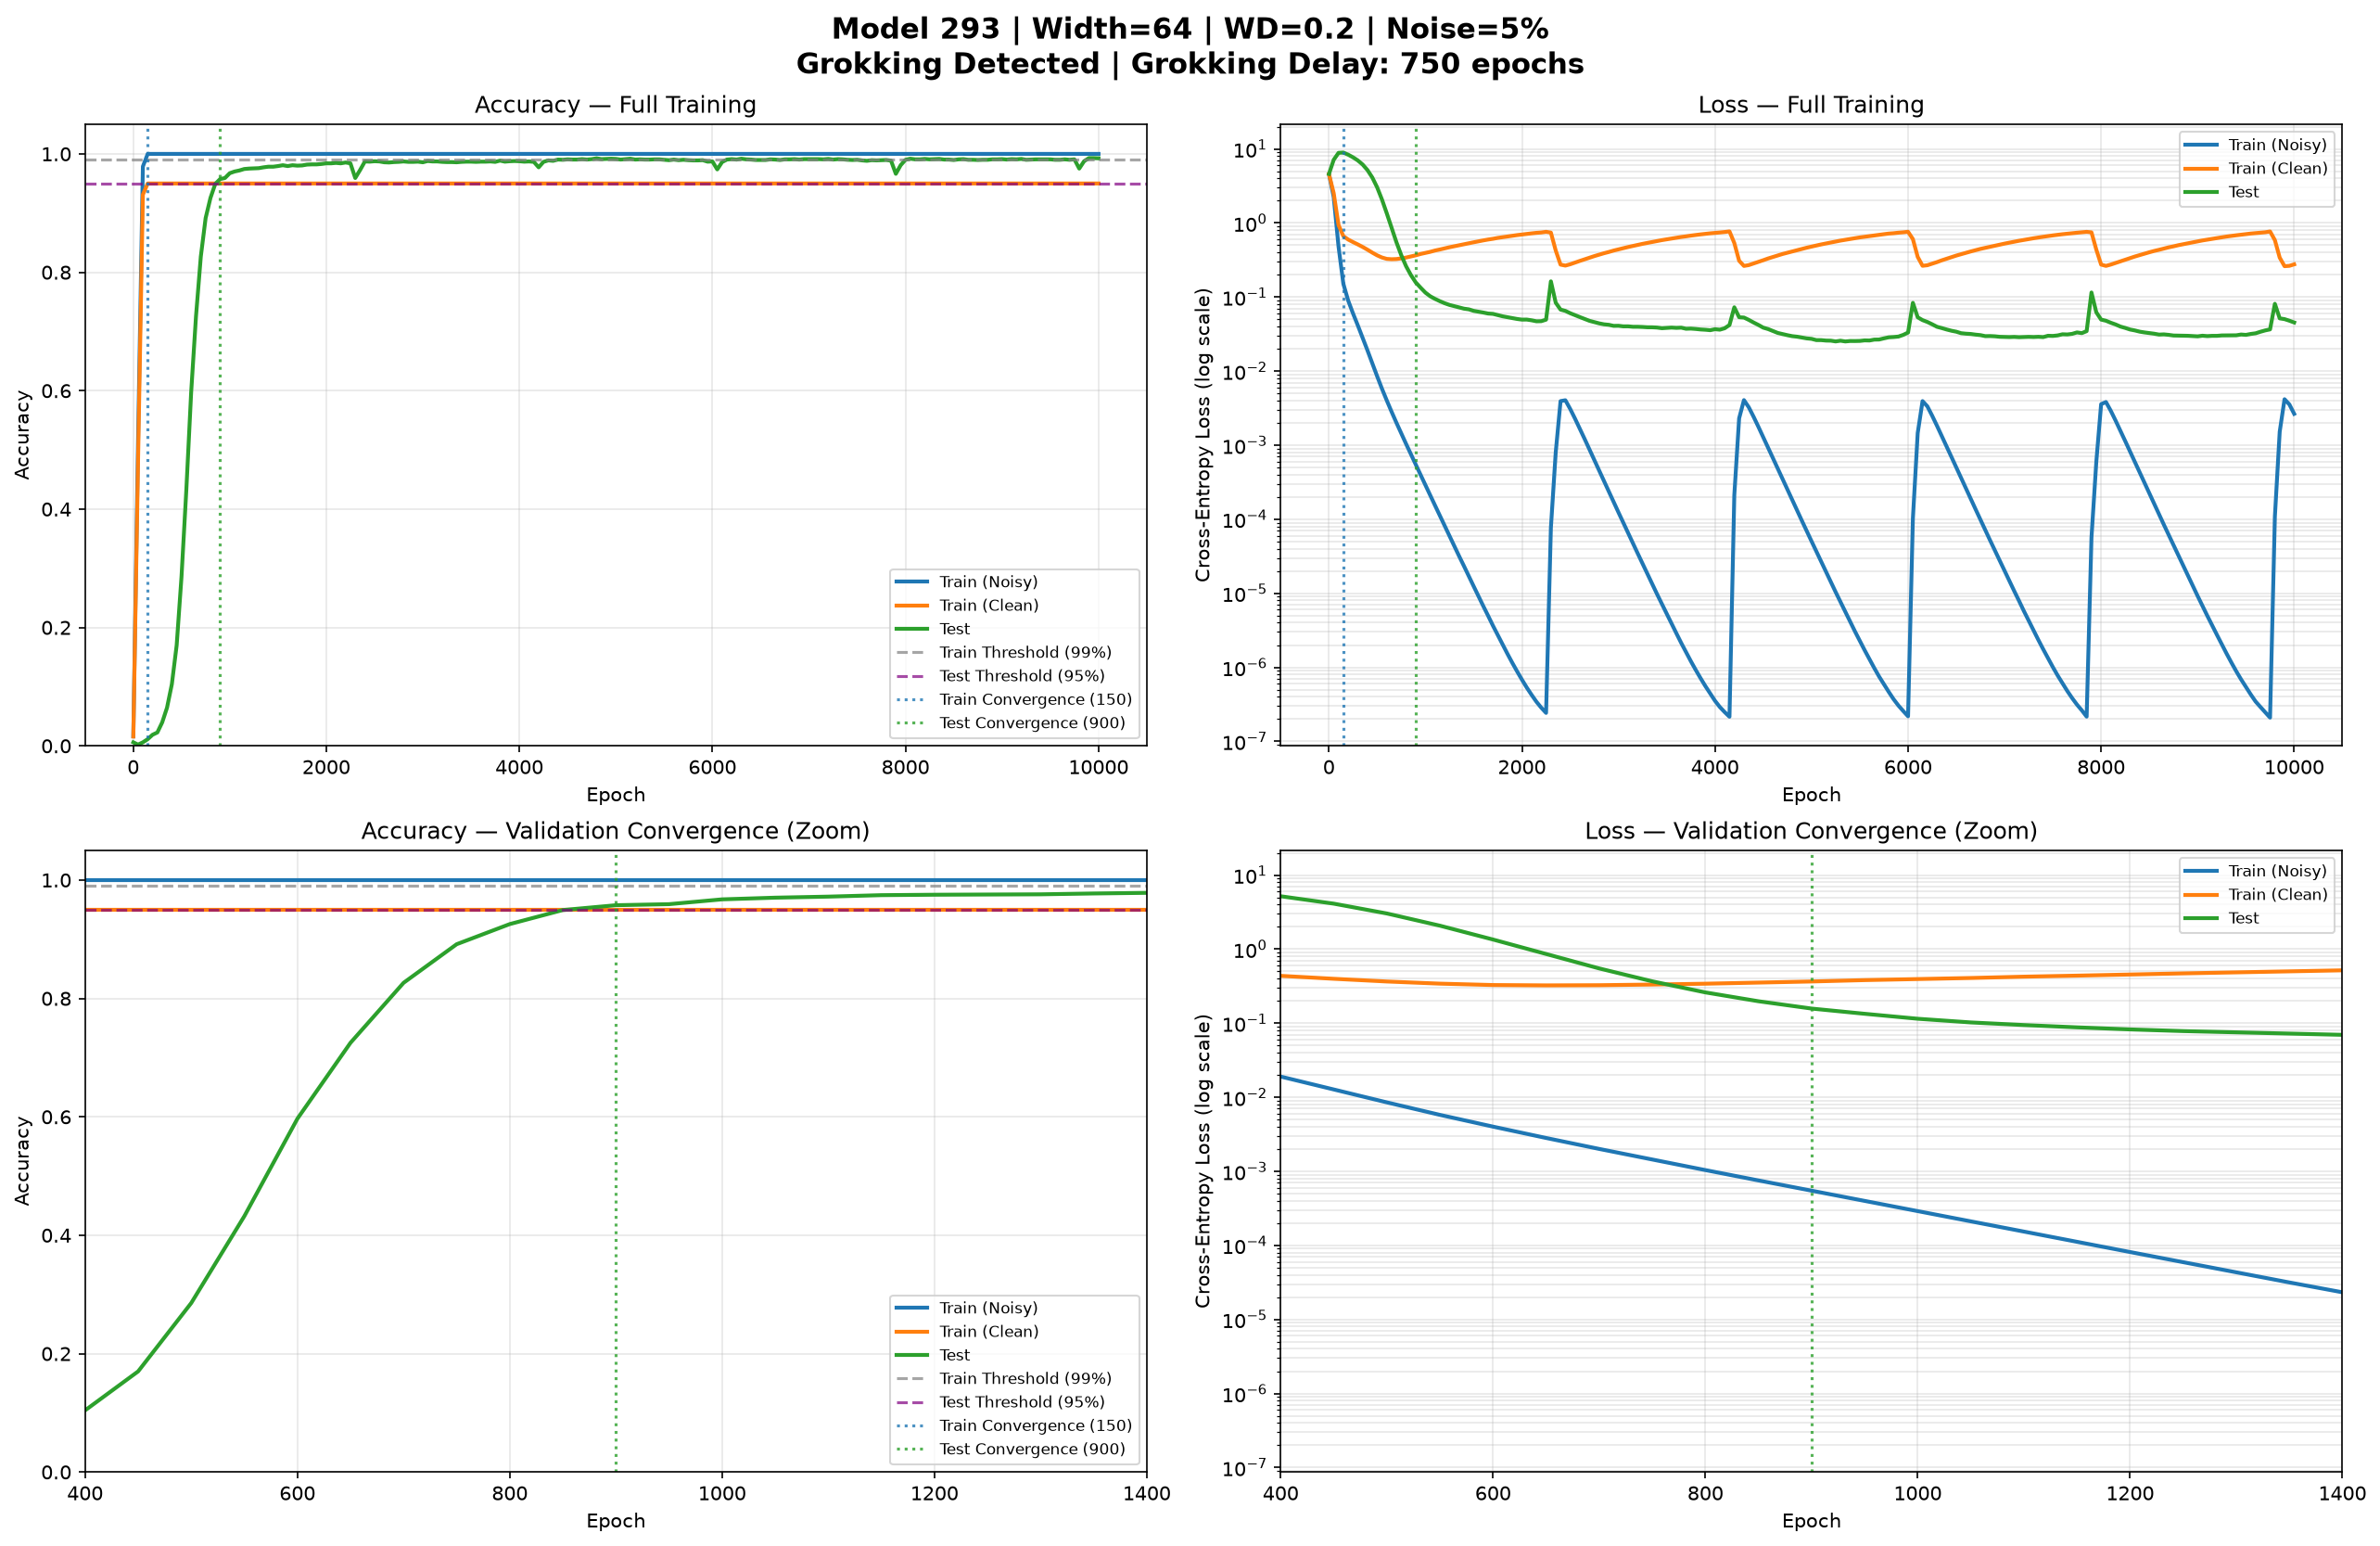 Model 293 | Width=64 | WD=0.2 | Noise=5%
Grokking Detected | Grokking Delay: 750 epochs
Accuracy — Full Training
Accuracy
1.0
0.8
0.6
0.4
0.2
0.0
0 2000 4000 6000 8000 10000
Epoch
Train (Noisy)
Train (Clean)
Test
Train Threshold (99%)
Test Threshold (95%)
Train Convergence (150)
Test Convergence (900)
Loss — Full Training
Cross-Entropy Loss (log scale)
10¹
10⁰
10⁻¹
10⁻²
10⁻³
10⁻⁴
10⁻⁵
10⁻⁶
10⁻⁷
0 2000 4000 6000 8000 10000
Epoch
Train (Noisy)
Train (Clean)
Test
Accuracy — Validation Convergence (Zoom)
Accuracy
1.0
0.8
0.6
0.4
0.2
0.0
400 600 800 1000 1200 1400
Epoch
Train (Noisy)
Train (Clean)
Test
Train Threshold (99%)
Test Threshold (95%)
Train Convergence (150)
Test Convergence (900)
Loss — Validation Convergence (Zoom)
Cross-Entropy Loss (log scale)
10¹
10⁰
10⁻¹
10⁻²
10⁻³
10⁻⁴
10⁻⁵
10⁻⁶
10⁻⁷
400 600 800 1000 1200 1400
Epoch
Train (Noisy)
Train (Clean)
Test